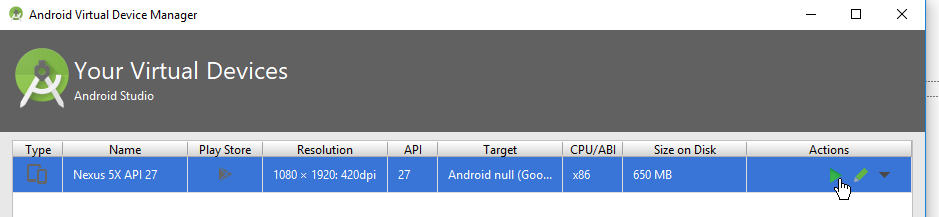 Android Virtual Device Manager
Your Virtual Devices
Android Studio
Type Name Play Store Resolution API Target CPU/ABI Size on Disk Actions
Nexus 5X API 27 1080 × 1920: 420dpi 27 Android null (Goo... x86 650 MB